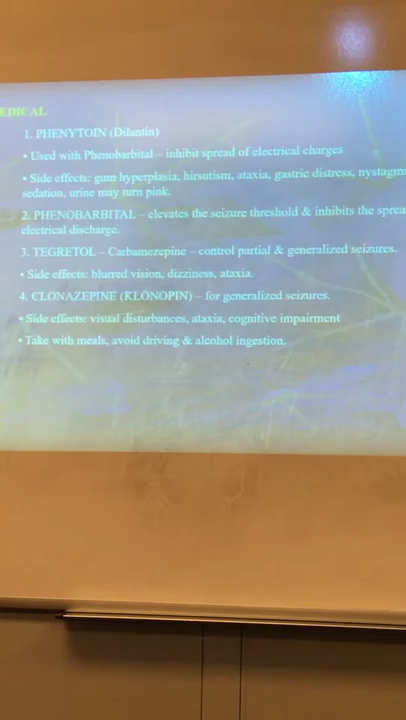 EDICAL
1. PHENYTOIN (Dilantin)
• Used with Phenobarbital – inhibit spread of electrical charges
• Side effects: gum hyperplasia, hirsutism, ataxia, gastric distress, nystagm
sedation, urine may turn pink.
2. PHENOBARBITAL – elevates the seizure threshold & inhibits the sprea
electrical discharge.
3. TEGRETOL – Carbamezepine – control partial & generalized seizures.
• Side effects: blurred vision, dizziness, ataxia.
4. CLONAZEPINE (KLONOPIN) – for generalized seizures.
• Side effects: visual disturbances, ataxia, cognitive impairment
• Take with meals, avoid driving & alcohol ingestion.